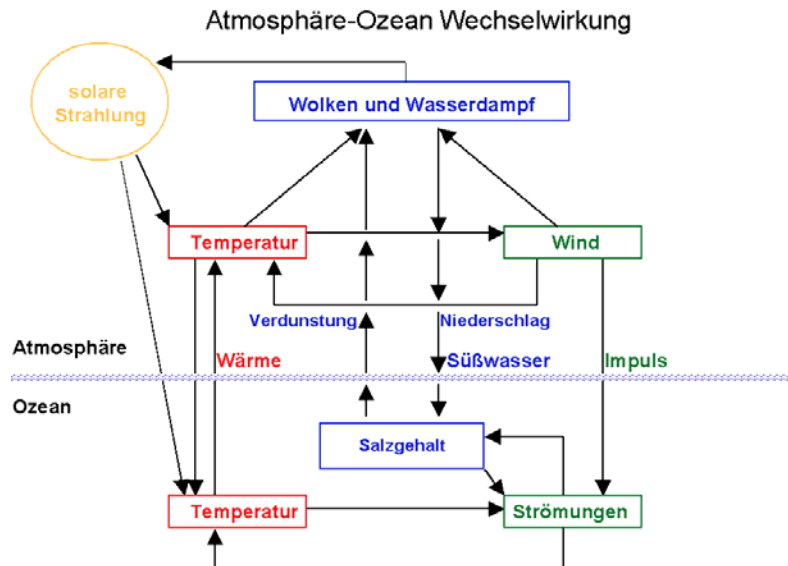 Atmosphäre-Ozean Wechselwirkung
solare
Strahlung
Wolken und Wasserdampf
Temperatur
Wind
Verdunstung
Niederschlag
Atmosphäre
Wärme
Süßwasser
Impuls
Ozean
Salzgehalt
Temperatur
Strömungen